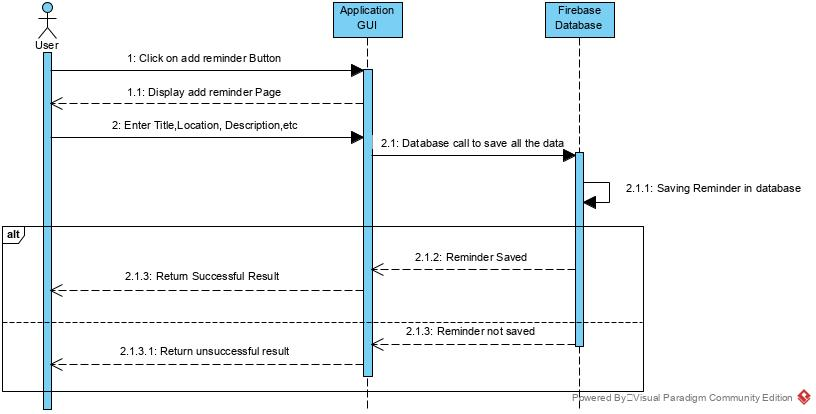 Application
GUI
Firebase
Database
User
1: Click on add reminder Button
1.1: Display add reminder Page
2: Enter Title,Location, Description,etc
2.1: Database call to save all the data
2.1.1: Saving Reminder in database
alt
2.1.2: Reminder Saved
2.1.3: Return Successful Result
2.1.3: Reminder not saved
2.1.3.1: Return unsuccessful result
Powered By Visual Paradigm Community Edition